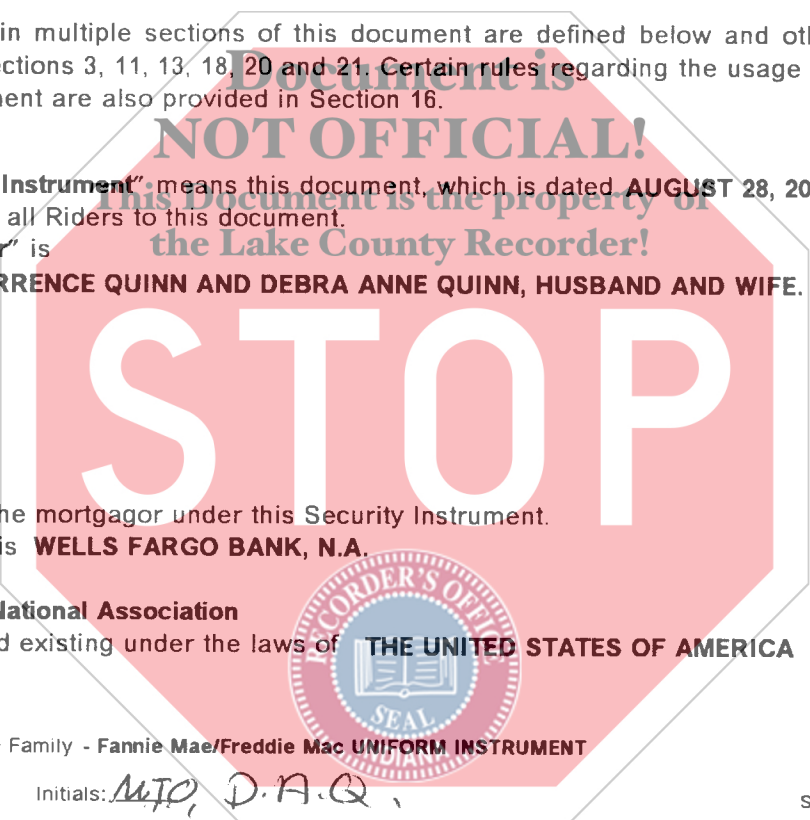 in multiple sections of this document are defined below and oth
ctions 3, 11, 13, 18, 20 and 21. Certain rules regarding the usage
ent are also provided in Section 16.
Document is
NOT OFFICIAL!
This Document is the property of
the Lake County Recorder!
Instrument" means this document, which is dated AUGUST 28, 20
all Riders to this document.
r" is
RRENCE QUINN AND DEBRA ANNE QUINN, HUSBAND AND WIFE.
STOP
he mortgagor under this Security Instrument.
is WELLS FARGO BANK, N.A.
National Association
d existing under the laws of THE UNITED STATES OF AMERICA
RECORDER'S OFFICE
SEAL
INDIANA
Family - Fannie Mae/Freddie Mac UNIFORM INSTRUMENT
Initials: MTQ, D.A.Q.